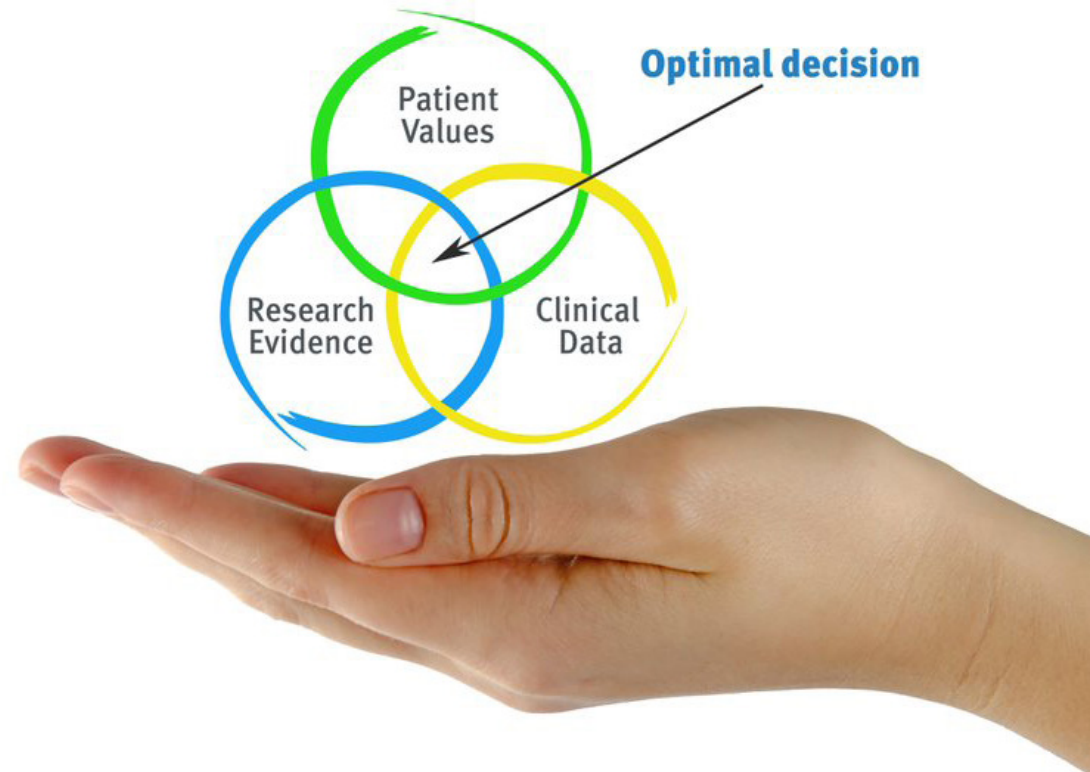 Optimal decision
Patient
Values
Research
Evidence
Clinical
Data